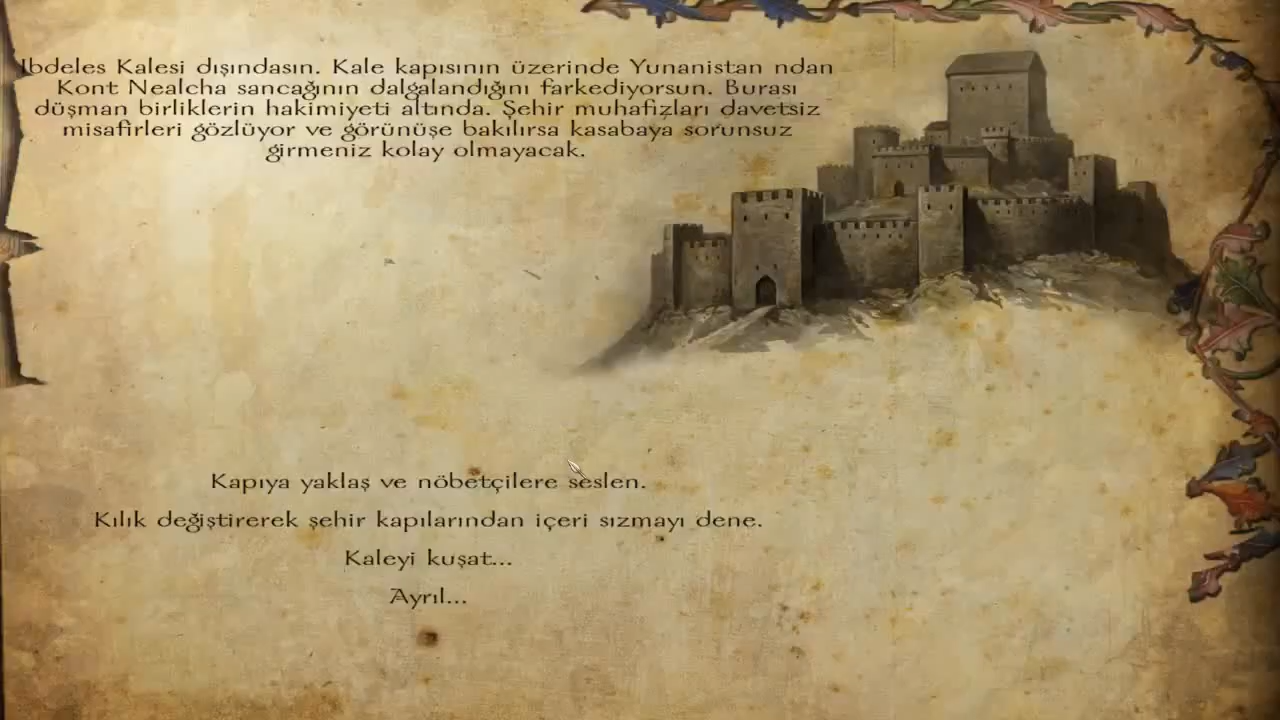 Ibdeles Kalesi dışındasın. Kale kapısının üzerinde Yunanistan ndan
Kont Nealcha sancağının dalgalandığını farkediyorsun. Burası
düşman birliklerin hakimiyeti altında. Şehir muhafızları davetsiz
misafirleri gözlüyor ve görünüşe bakılırsa kasabaya sorunsuz
girmeniz kolay olmayacak.
Kapıya yaklaş ve nöbetçilere seslen.
Kılık değiştirerek şehir kapılarından içeri sızmayı dene.
Kaleyi kuşat...
Ayrıl...